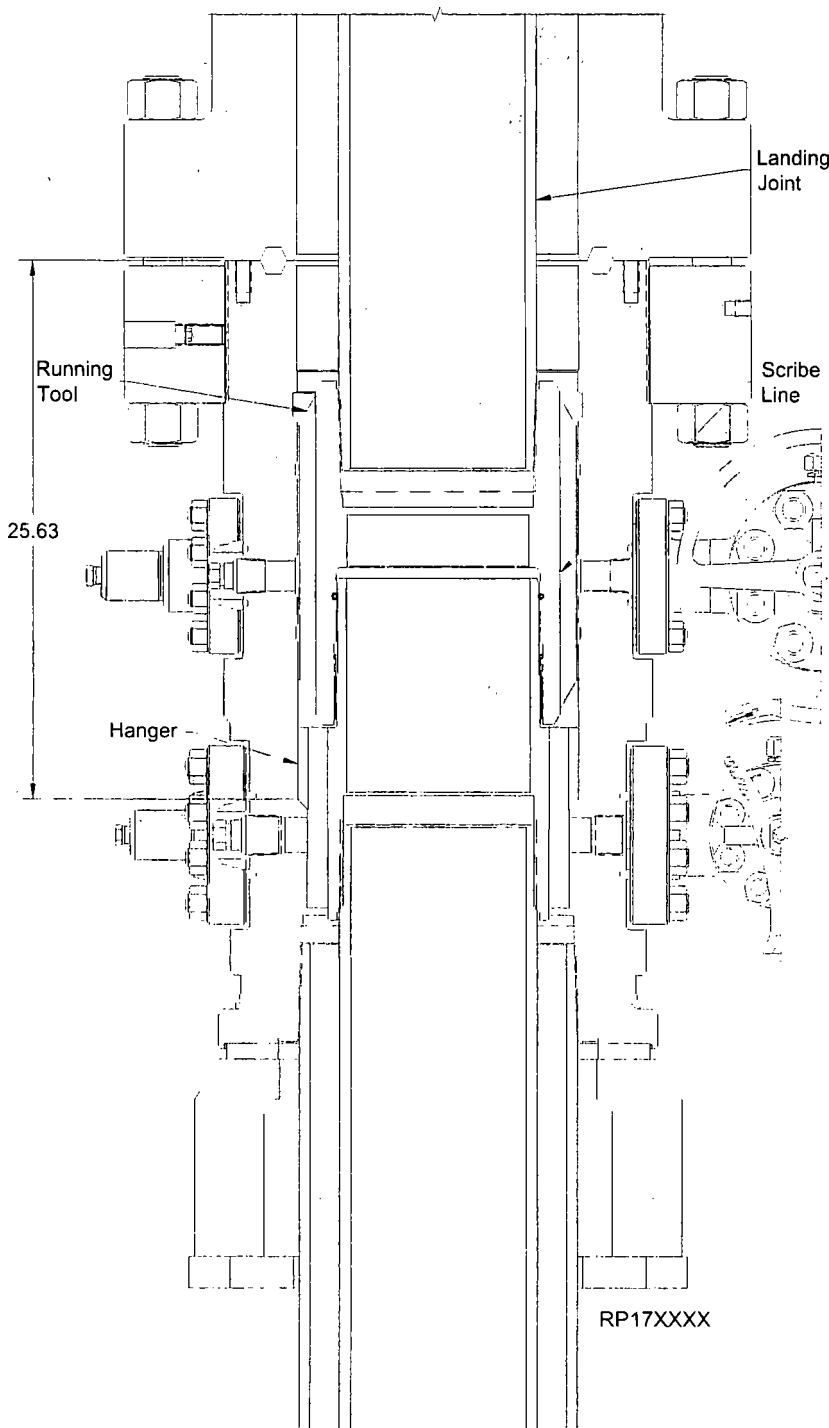 Landing
Joint
Running
Tool
Scribe
Line
25.63
Hanger
RP17XXXX